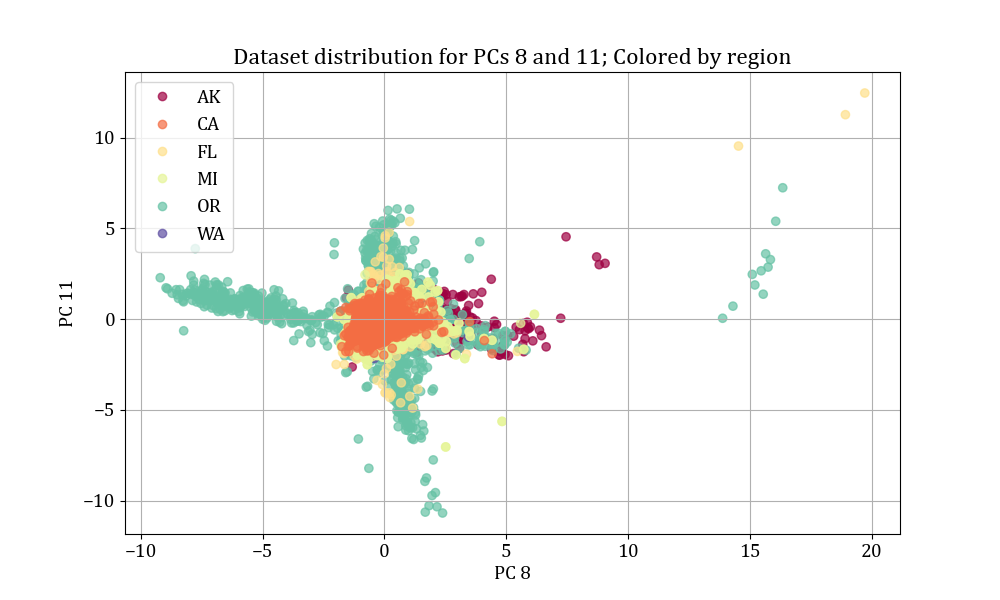 Dataset distribution for PCs 8 and 11; Colored by region
AK
CA
FL
MI
OR
WA
PC 11
10
5
0
−5
−10
−10
−5
0
5
10
15
20
PC 8